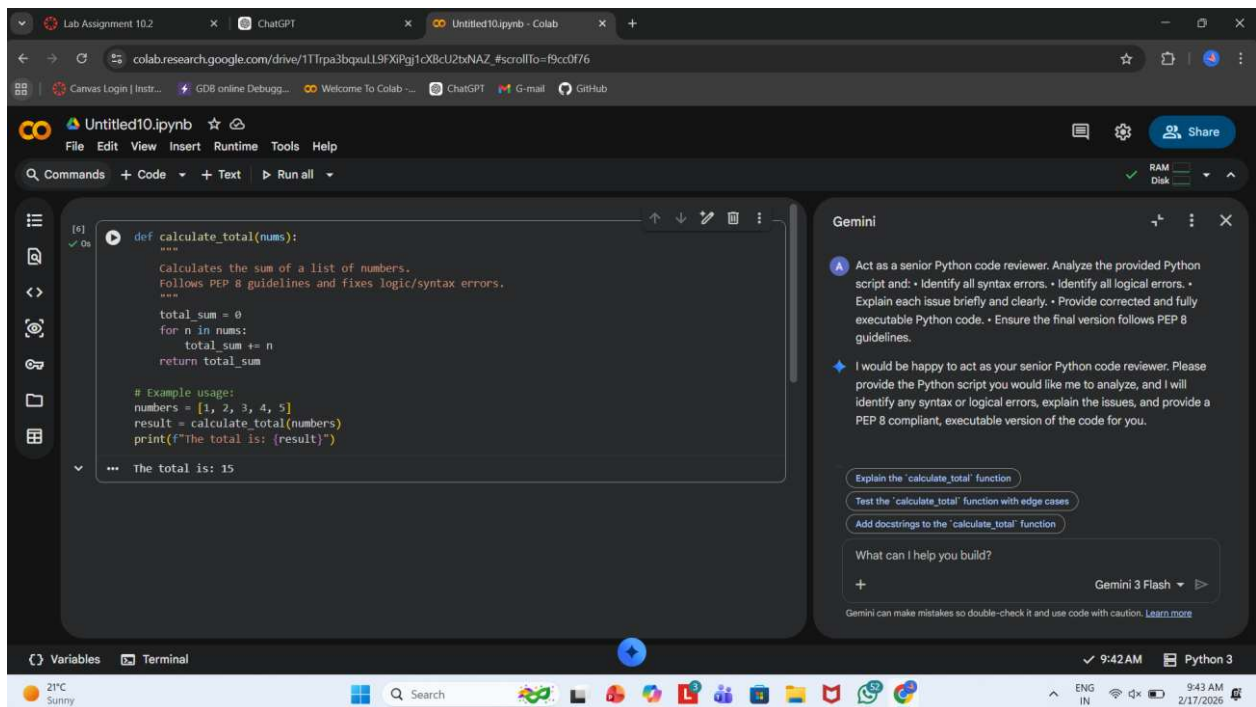 Lab Assignment 10.2
ChatGPT
Untitled10.ipynb - Colab
colab.research.google.com/drive/1TTrpa3bqxuLL9FXiPgj1cXBcU2txNAZ_#scrollTo=f9cc0f76
Canvas Login | Instr...
GDB online Debugg...
Welcome To Colab -...
ChatGPT
G-mail
GitHub
Untitled10.ipynb
File Edit View Insert Runtime Tools Help
Share
Commands + Code + Text Run all
RAM
Disk
[6]
0s
def calculate_total(nums):
"""
Calculates the sum of a list of numbers.
Follows PEP 8 guidelines and fixes logic/syntax errors.
"""
total_sum = 0
for n in nums:
total_sum += n
return total_sum
# Example usage:
numbers = [1, 2, 3, 4, 5]
result = calculate_total(numbers)
print(f"The total is: {result}")
The total is: 15
Gemini
A
Act as a senior Python code reviewer. Analyze the provided Python
script and: • Identify all syntax errors. • Identify all logical errors. •
Explain each issue briefly and clearly. • Provide corrected and fully
executable Python code. • Ensure the final version follows PEP 8
guidelines.
I would be happy to act as your senior Python code reviewer. Please
provide the Python script you would like me to analyze, and I will
identify any syntax or logical errors, explain the issues, and provide a
PEP 8 compliant, executable version of the code for you.
Explain the `calculate_total` function
Test the `calculate_total` function with edge cases
Add docstrings to the `calculate_total` function
What can I help you build?
Gemini 3 Flash
Gemini can make mistakes so double-check it and use code with caution. Learn more
{} Variables Terminal
9:42 AM Python 3
21°C
Sunny
Search
3
52
ENG
IN
9:43 AM
2/17/2026